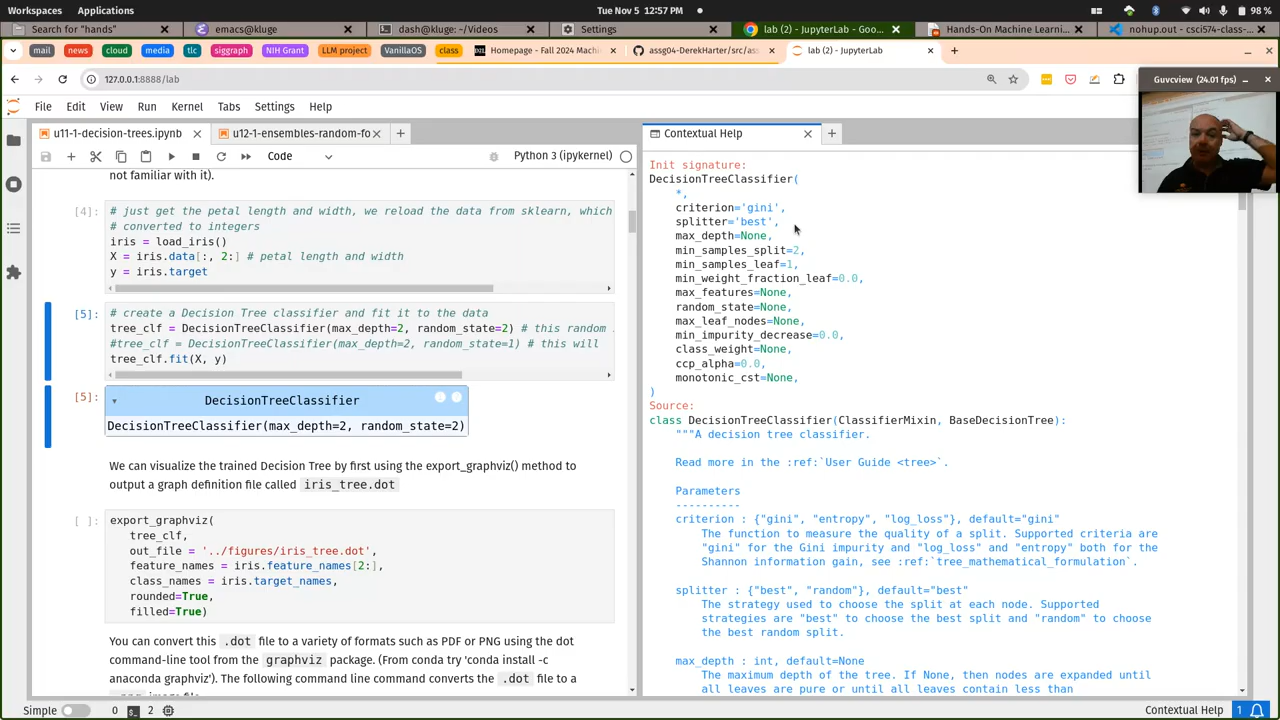 Workspaces Applications Tue Nov 5 12:57 PM 98 %
Search for "hands" emacs@kluge dash@kluge: ~/Videos Settings lab (2) - JupyterLab - Goo... Hands-On Machine Learni... nohup.out - csci574-class-...
mail news cloud media tlc siggraph NIH Grant LLM project VanillaOS class Homepage - Fall 2024 Machin assg04-DerekHarter/src/ass lab (2) - JupyterLab
127.0.0.1:8888/lab
Guvcview (24.01 fps)
File Edit View Run Kernel Tabs Settings Help
u11-1-decision-trees.ipynb u12-1-ensembles-random-fo
Code Python 3 (ipykernel)
not familiar with it).
[4]: # just get the petal length and width, we reload the data from sklearn, which
# converted to integers
iris = load_iris()
X = iris.data[:, 2:] # petal length and width
y = iris.target
[5]: # create a Decision Tree classifier and fit it to the data
tree_clf = DecisionTreeClassifier(max_depth=2, random_state=2) # this random
#tree_clf = DecisionTreeClassifier(max_depth=2, random_state=1) # this will
tree_clf.fit(X, y)
[5]: DecisionTreeClassifier
DecisionTreeClassifier(max_depth=2, random_state=2)
We can visualize the trained Decision Tree by first using the export_graphviz() method to
output a graph definition file called iris_tree.dot
[ ]: export_graphviz(
tree_clf,
out_file = '../figures/iris_tree.dot',
feature_names = iris.feature_names[2:],
class_names = iris.target_names,
rounded=True,
filled=True)
You can convert this .dot file to a variety of formats such as PDF or PNG using the dot
command-line tool from the graphviz package. (From conda try 'conda install -c
anaconda graphviz'). The following command line command converts the .dot file to a
Contextual Help
Init signature:
DecisionTreeClassifier(
*,
criterion='gini',
splitter='best',
max_depth=None,
min_samples_split=2,
min_samples_leaf=1,
min_weight_fraction_leaf=0.0,
max_features=None,
random_state=None,
max_leaf_nodes=None,
min_impurity_decrease=0.0,
class_weight=None,
ccp_alpha=0.0,
monotonic_cst=None,
)
Source:
class DecisionTreeClassifier(ClassifierMixin, BaseDecisionTree):
"""A decision tree classifier.
Read more in the :ref:`User Guide <tree>`.
Parameters
----------
criterion : {"gini", "entropy", "log_loss"}, default="gini"
The function to measure the quality of a split. Supported criteria are
"gini" for the Gini impurity and "log_loss" and "entropy" both for the
Shannon information gain, see :ref:`tree_mathematical_formulation`.
splitter : {"best", "random"}, default="best"
The strategy used to choose the split at each node. Supported
strategies are "best" to choose the best split and "random" to choose
the best random split.
max_depth : int, default=None
The maximum depth of the tree. If None, then nodes are expanded until
all leaves are pure or until all leaves contain less than
Simple 0 2 Contextual Help 1